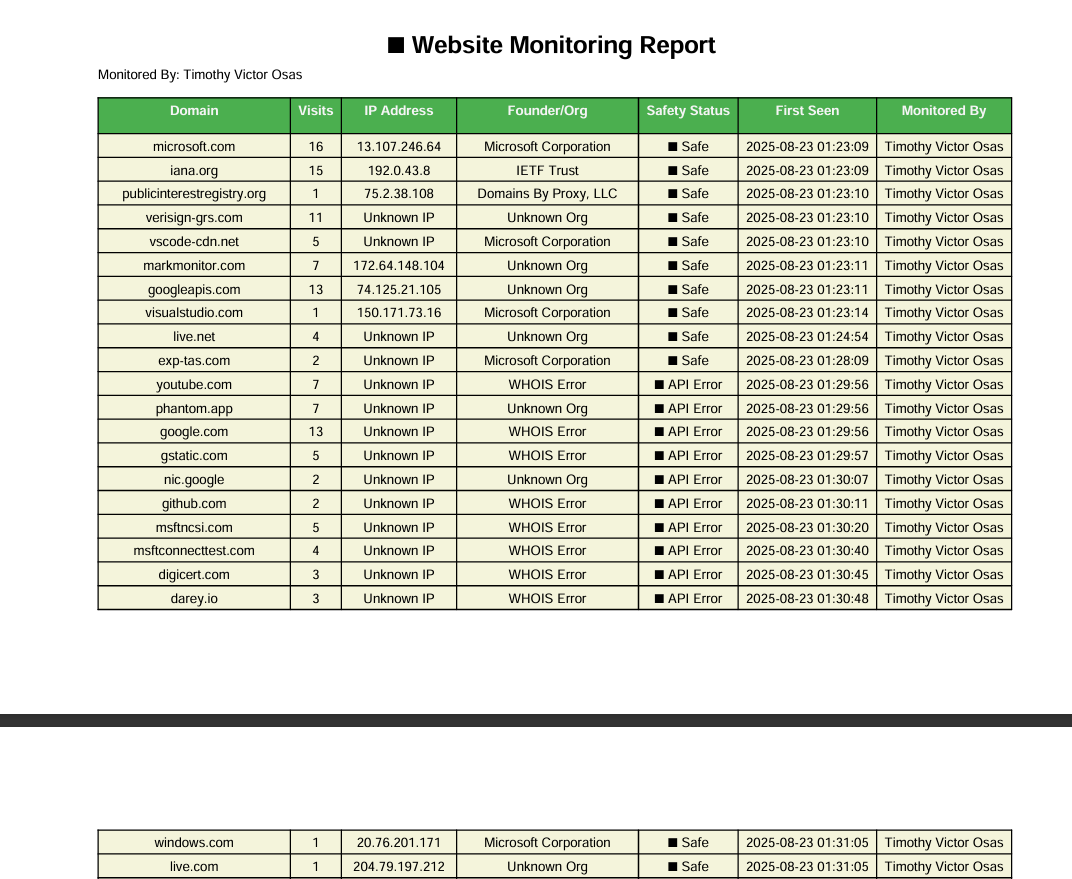 ■ Website Monitoring Report
Monitored By: Timothy Victor Osas
Domain Visits IP Address Founder/Org Safety Status First Seen Monitored By
microsoft.com 16 13.107.246.64 Microsoft Corporation ■ Safe 2025-08-23 01:23:09 Timothy Victor Osas
iana.org 15 192.0.43.8 IETF Trust ■ Safe 2025-08-23 01:23:09 Timothy Victor Osas
publicinterestregistry.org 1 75.2.38.108 Domains By Proxy, LLC ■ Safe 2025-08-23 01:23:10 Timothy Victor Osas
verisign-grs.com 11 Unknown IP Unknown Org ■ Safe 2025-08-23 01:23:10 Timothy Victor Osas
vscode-cdn.net 5 Unknown IP Microsoft Corporation ■ Safe 2025-08-23 01:23:10 Timothy Victor Osas
markmonitor.com 7 172.64.148.104 Unknown Org ■ Safe 2025-08-23 01:23:11 Timothy Victor Osas
googleapis.com 13 74.125.21.105 Unknown Org ■ Safe 2025-08-23 01:23:11 Timothy Victor Osas
visualstudio.com 1 150.171.73.16 Microsoft Corporation ■ Safe 2025-08-23 01:23:14 Timothy Victor Osas
live.net 4 Unknown IP Unknown Org ■ Safe 2025-08-23 01:24:54 Timothy Victor Osas
exp-tas.com 2 Unknown IP Microsoft Corporation ■ Safe 2025-08-23 01:28:09 Timothy Victor Osas
youtube.com 7 Unknown IP WHOIS Error ■ API Error 2025-08-23 01:29:56 Timothy Victor Osas
phantom.app 7 Unknown IP Unknown Org ■ API Error 2025-08-23 01:29:56 Timothy Victor Osas
google.com 13 Unknown IP WHOIS Error ■ API Error 2025-08-23 01:29:56 Timothy Victor Osas
gstatic.com 5 Unknown IP WHOIS Error ■ API Error 2025-08-23 01:29:57 Timothy Victor Osas
nic.google 2 Unknown IP Unknown Org ■ API Error 2025-08-23 01:30:07 Timothy Victor Osas
github.com 2 Unknown IP WHOIS Error ■ API Error 2025-08-23 01:30:11 Timothy Victor Osas
msftncsi.com 5 Unknown IP WHOIS Error ■ API Error 2025-08-23 01:30:20 Timothy Victor Osas
msftconnecttest.com 4 Unknown IP WHOIS Error ■ API Error 2025-08-23 01:30:40 Timothy Victor Osas
digicert.com 3 Unknown IP WHOIS Error ■ API Error 2025-08-23 01:30:45 Timothy Victor Osas
darey.io 3 Unknown IP WHOIS Error ■ API Error 2025-08-23 01:30:48 Timothy Victor Osas
windows.com 1 20.76.201.171 Microsoft Corporation ■ Safe 2025-08-23 01:31:05 Timothy Victor Osas
live.com 1 204.79.197.212 Unknown Org ■ Safe 2025-08-23 01:31:05 Timothy Victor Osas